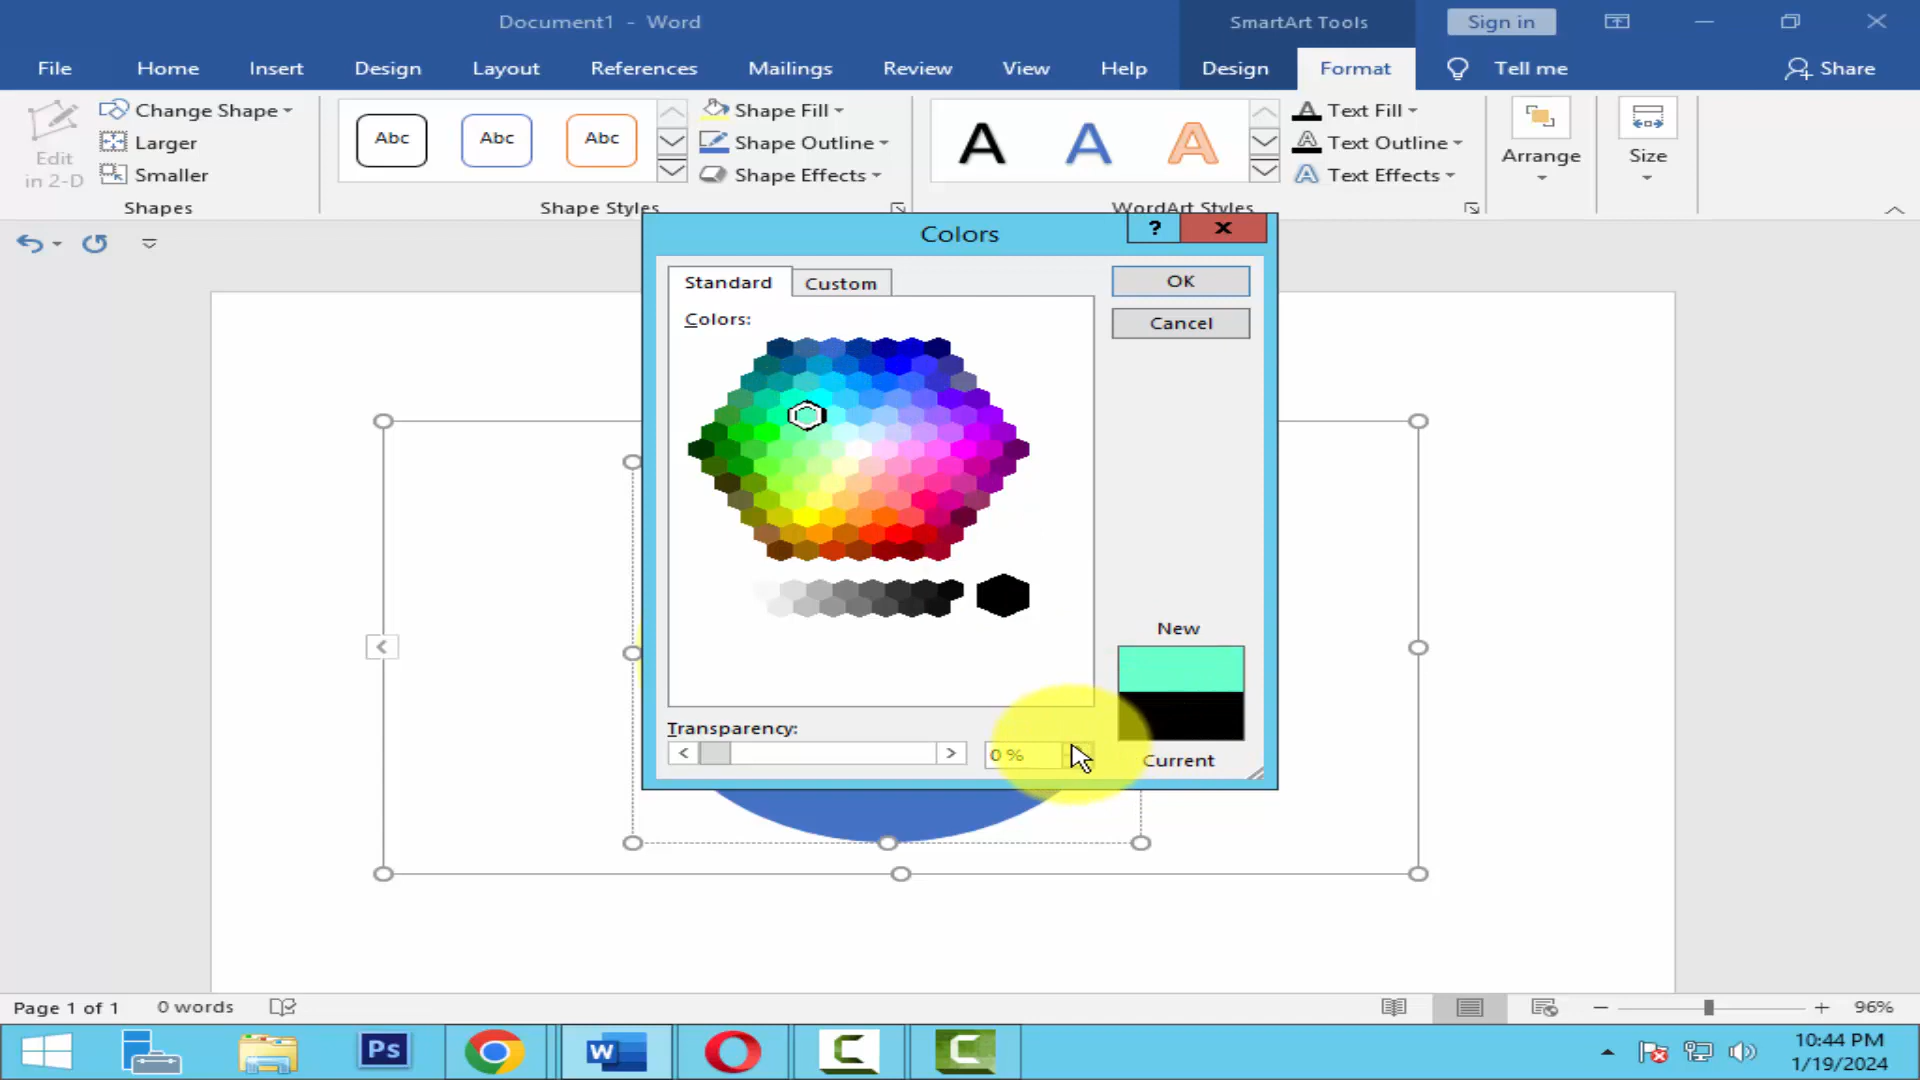 Document1 - Word
SmartArt Tools
Sign in
File Home Insert Design Layout References Mailings Review View Help Design Format Tell me Share
Edit
in 2-D
Change Shape
Larger
Smaller
Shapes
Abc Abc Abc
Shape Fill
Shape Outline
Shape Effects
Shape Styles
A A A
Text Fill
Text Outline
Text Effects
WordArt Styles
Arrange
Size
Colors
?
Standard Custom
OK
Cancel
Colors:
New
Current
Transparency:
0 %
Page 1 of 1 0 words
96%
Ps
W
C
C
10:44 PM
1/19/2024